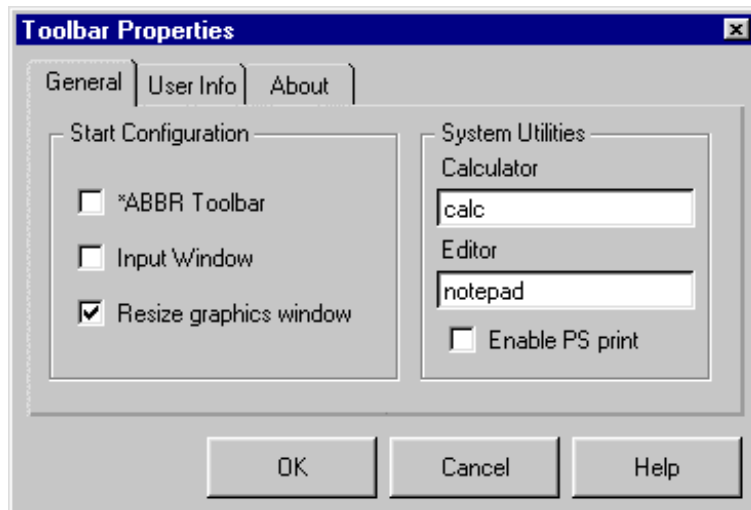 Toolbar Properties
General User Info About
Start Configuration
*ABBR Toolbar
Input Window
Resize graphics window
System Utilities
Calculator
calc
Editor
notepad
Enable PS print
OK Cancel Help